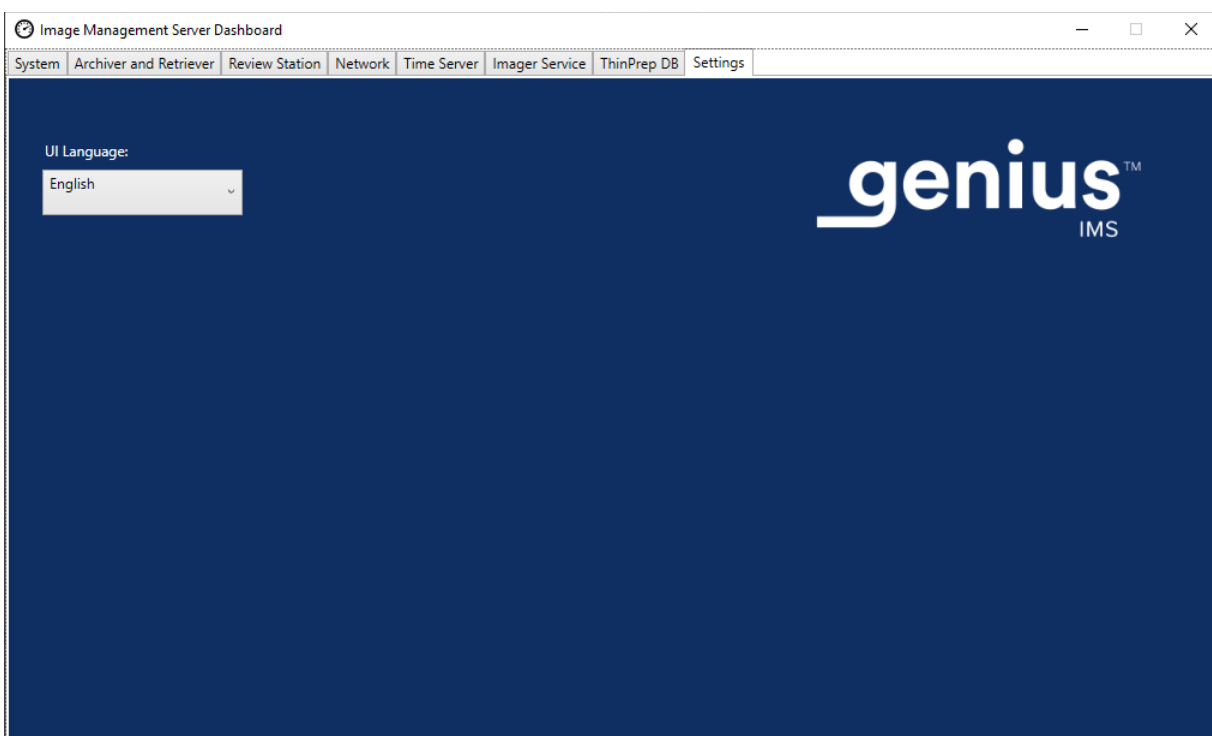 Image Management Server Dashboard
System Archiver and Retriever Review Station Network Time Server Imager Service ThinPrep DB Settings
UI Language:
English
genius™
IMS